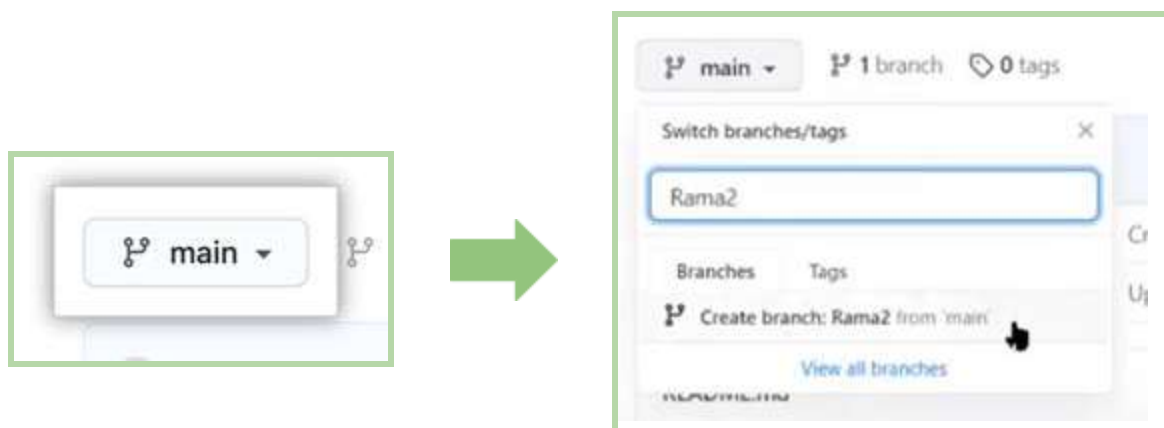 main
main
1 branch
0 tags
Switch branches/tags
Rama2
Branches
Tags
Create branch: Rama2 from 'main'
View all branches
README.md
Cr